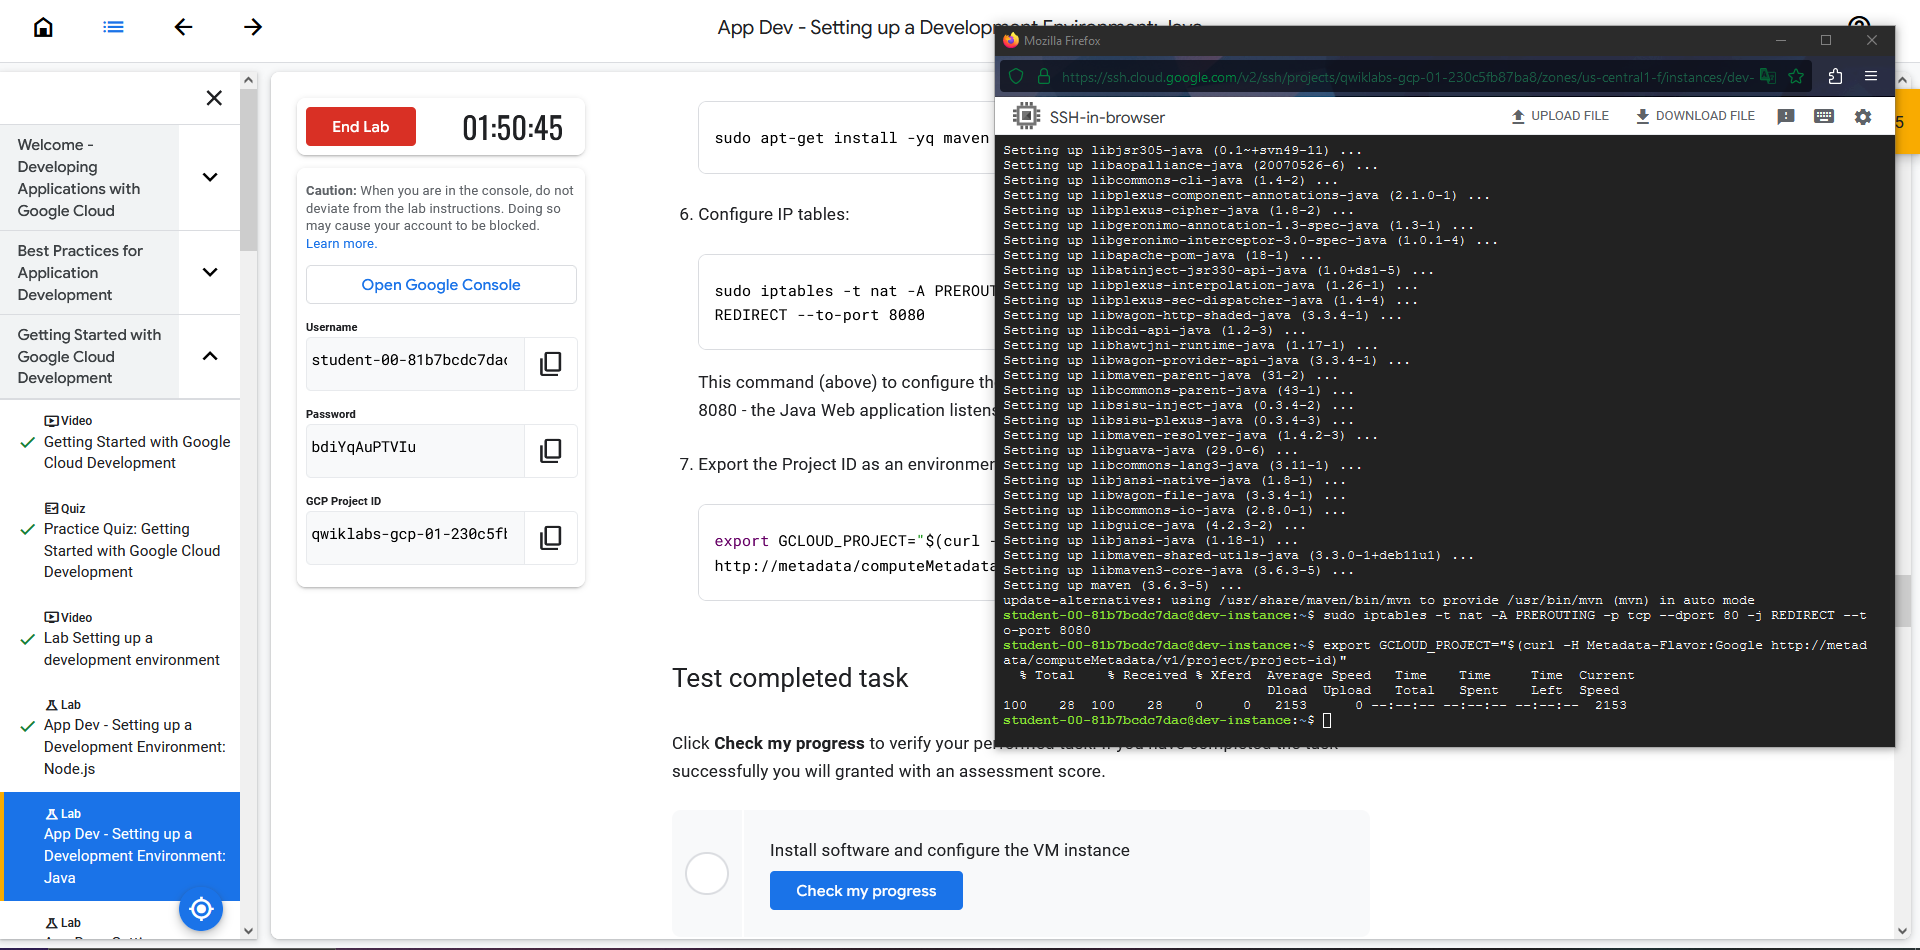 App Dev - Setting up a Development Environment: Java
Welcome -
Developing
Applications with
Google Cloud
Best Practices for
Application
Development
Getting Started with
Google Cloud
Development
Video
Getting Started with Google
Cloud Development
Quiz
Practice Quiz: Getting
Started with Google Cloud
Development
Video
Lab Setting up a
development environment
Lab
App Dev - Setting up a
Development Environment:
Node.js
Lab
App Dev - Setting up a
Development Environment:
Java
Lab
End Lab
01:50:45
Caution: When you are in the console, do not
deviate from the lab instructions. Doing so
may cause your account to be blocked.
Learn more.
Open Google Console
Username
student-00-81b7bcdc7dac
Password
bdiYqAuPTVIu
GCP Project ID
qwiklabs-gcp-01-230c5fb
sudo apt-get install -yq maven
6. Configure IP tables:
sudo iptables -t nat -A PREROUT
REDIRECT --to-port 8080
This command (above) to configure th
8080 - the Java Web application listens
7. Export the Project ID as an environmen
export GCLOUD_PROJECT="$(curl -
http://metadata/computeMetadata
Test completed task
Click Check my progress to verify your performed task. If you have completed the task
successfully you will granted with an assessment score.
Install software and configure the VM instance
Check my progress
Mozilla Firefox
https://ssh.cloud.google.com/v2/ssh/projects/qwiklabs-gcp-01-230c5fb87ba8/zones/us-central1-f/instances/dev-
SSH-in-browser
UPLOAD FILE
DOWNLOAD FILE
5
Setting up libjsr305-java (0.1~+svn49-11) ...
Setting up libaopalliance-java (20070526-6) ...
Setting up libcommons-cli-java (1.4-2) ...
Setting up libplexus-component-annotations-java (2.1.0-1) ...
Setting up libplexus-cipher-java (1.8-2) ...
Setting up libgeronimo-annotation-1.3-spec-java (1.3-1) ...
Setting up libgeronimo-interceptor-3.0-spec-java (1.0.1-4) ...
Setting up libapache-pom-java (18-1) ...
Setting up libatinject-jsr330-api-java (1.0+ds1-5) ...
Setting up libplexus-interpolation-java (1.26-1) ...
Setting up libplexus-sec-dispatcher-java (1.4-4) ...
Setting up libwagon-http-shaded-java (3.3.4-1) ...
Setting up libcdi-api-java (1.2-3) ...
Setting up libhawtjni-runtime-java (1.17-1) ...
Setting up libwagon-provider-api-java (3.3.4-1) ...
Setting up libmaven-parent-java (31-2) ...
Setting up libcommons-parent-java (43-1) ...
Setting up libsisu-inject-java (0.3.4-2) ...
Setting up libsisu-plexus-java (0.3.4-3) ...
Setting up libmaven-resolver-java (1.4.2-3) ...
Setting up libguava-java (29.0-6) ...
Setting up libcommons-lang3-java (3.11-1) ...
Setting up libjansi-native-java (1.8-1) ...
Setting up libwagon-file-java (3.3.4-1) ...
Setting up libcommons-io-java (2.8.0-1) ...
Setting up libguice-java (4.2.3-2) ...
Setting up libjansi-java (1.18-1) ...
Setting up libmaven-shared-utils-java (3.3.0-1+deb11u1) ...
Setting up libmaven3-core-java (3.6.3-5) ...
Setting up maven (3.6.3-5) ...
update-alternatives: using /usr/share/maven/bin/mvn to provide /usr/bin/mvn (mvn) in auto mode
student-00-81b7bcdc7dac@dev-instance:~$ sudo iptables -t nat -A PREROUTING -p tcp --dport 80 -j REDIRECT --t
o-port 8080
student-00-81b7bcdc7dac@dev-instance:~$ export GCLOUD_PROJECT="$(curl -H Metadata-Flavor:Google http://metad
ata/computeMetadata/v1/project/project-id)"
% Total % Received % Xferd Average Speed Time Time Time Current
Dload Upload Total Spent Left Speed
100 28 100 28 0 0 2153 0 --:--:-- --:--:-- --:--:-- 2153
student-00-81b7bcdc7dac@dev-instance:~$